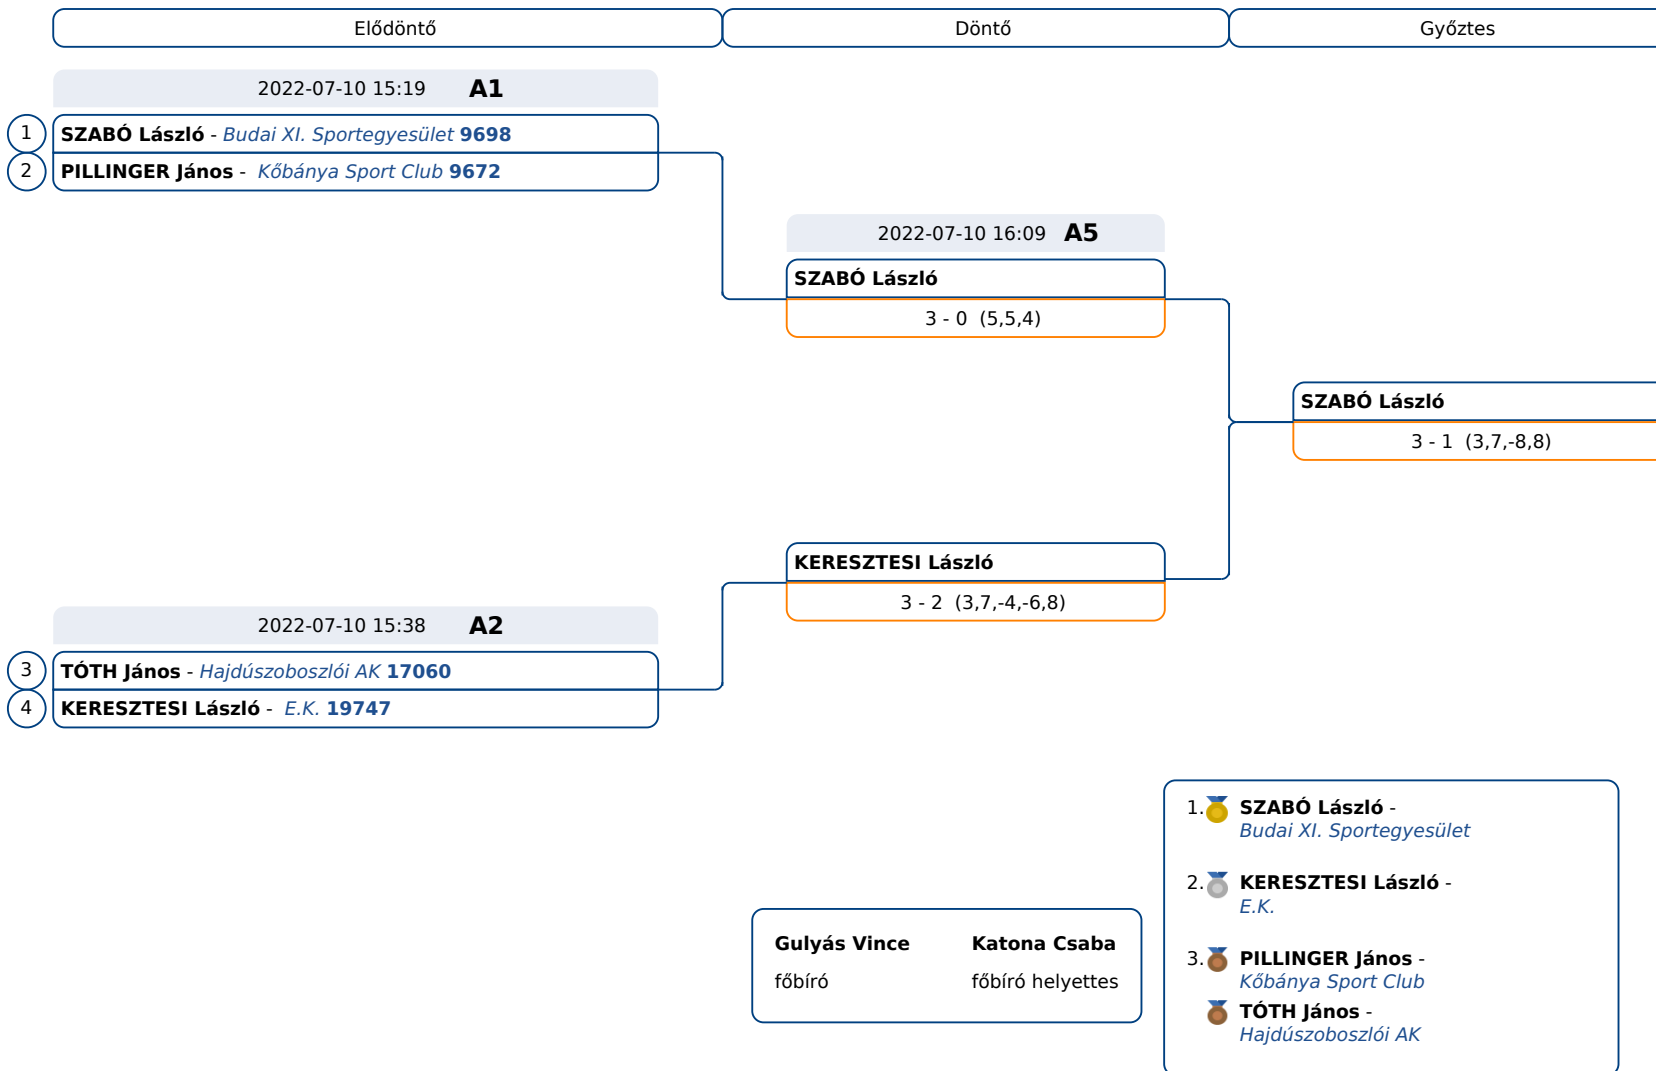 Elődöntő
Döntő
Győztes
2022-07-10 15:19 A1
1 SZABÓ László - Budai XI. Sportegyesület 9698
2 PILLINGER János - Kőbánya Sport Club 9672
2022-07-10 16:09 A5
SZABÓ László
3 - 0 (5,5,4)
SZABÓ László
3 - 1 (3,7,-8,8)
KERESZTESI László
3 - 2 (3,7,-4,-6,8)
2022-07-10 15:38 A2
3 TÓTH János - Hajdúszoboszlói AK 17060
4 KERESZTESI László - E.K. 19747
1. SZABÓ László -
Budai XI. Sportegyesület
2. KERESZTESI László -
E.K.
3. PILLINGER János -
Kőbánya Sport Club
TÓTH János -
Hajdúszoboszlói AK
Gulyás Vince Katona Csaba
főbíró főbíró helyettes